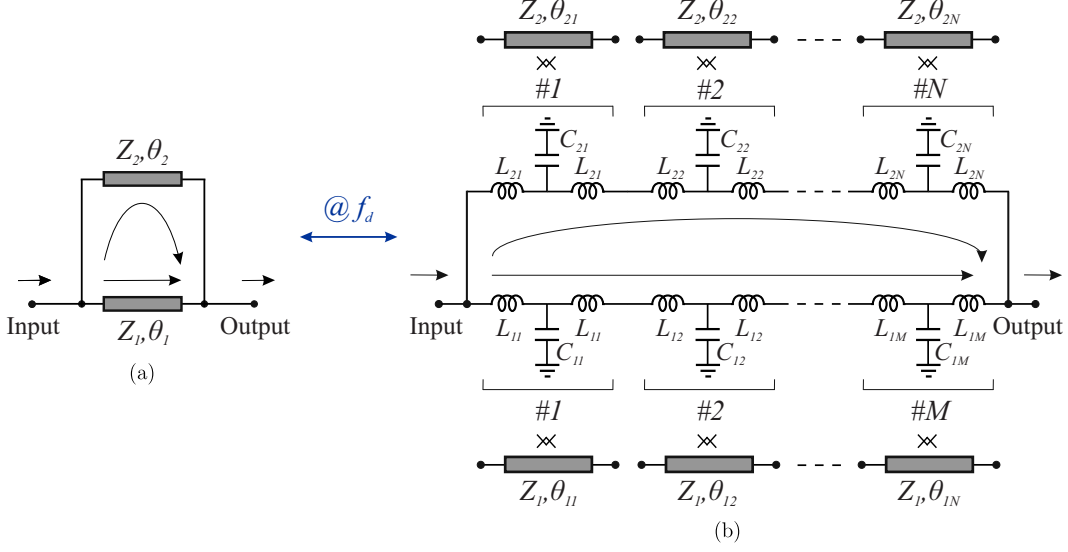 Z2,θ21 Z2,θ22 Z2,θ2N
#1 #2 #N
C21 C22 C2N
L21 L21 L22 L22 L2N L2N
Z2,θ2
@ fd
Input Output
Z1,θ1
(a)
Input Output
L11 L11 L12 L12 L1M L1M
C11 C12 C1M
#1 #2 #M
Z1,θ11 Z1,θ12 Z1,θ1N
(b)